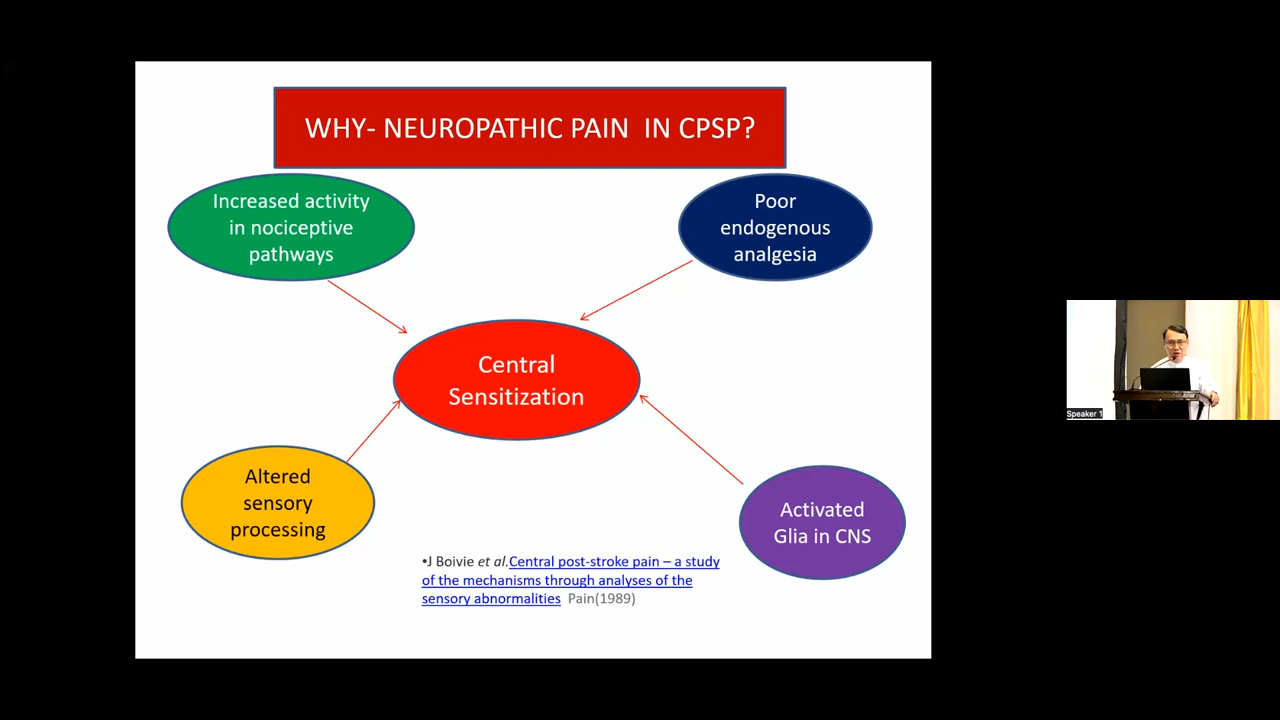 WHY- NEUROPATHIC PAIN  IN CPSP?
Increased activity
in nociceptive
pathways
Poor
endogenous
analgesia
Central
Sensitization
Altered
sensory
processing
Activated
Glia in CNS
•J Boivie et al.Central post-stroke pain – a study
of the mechanisms through analyses of the
sensory abnormalities  Pain(1989)
Speaker 1